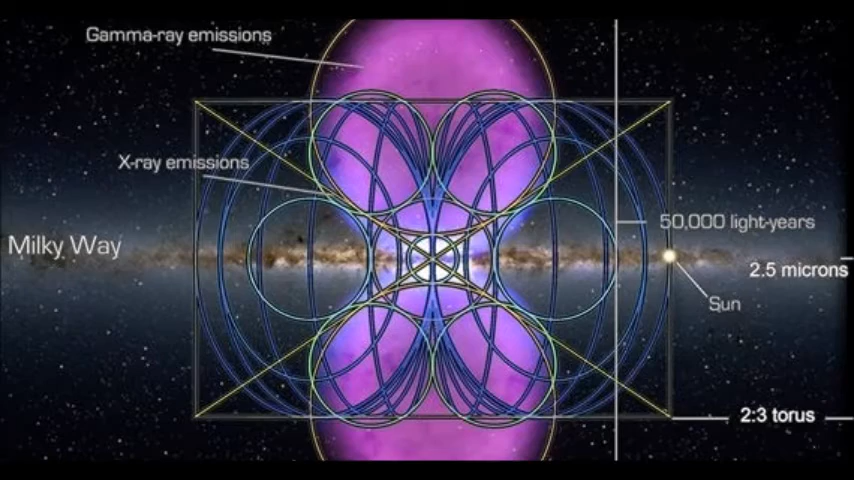 Gamma-ray emissions
X-ray emissions
50,000 light-years
Milky Way
2.5 microns
Sun
2:3 torus